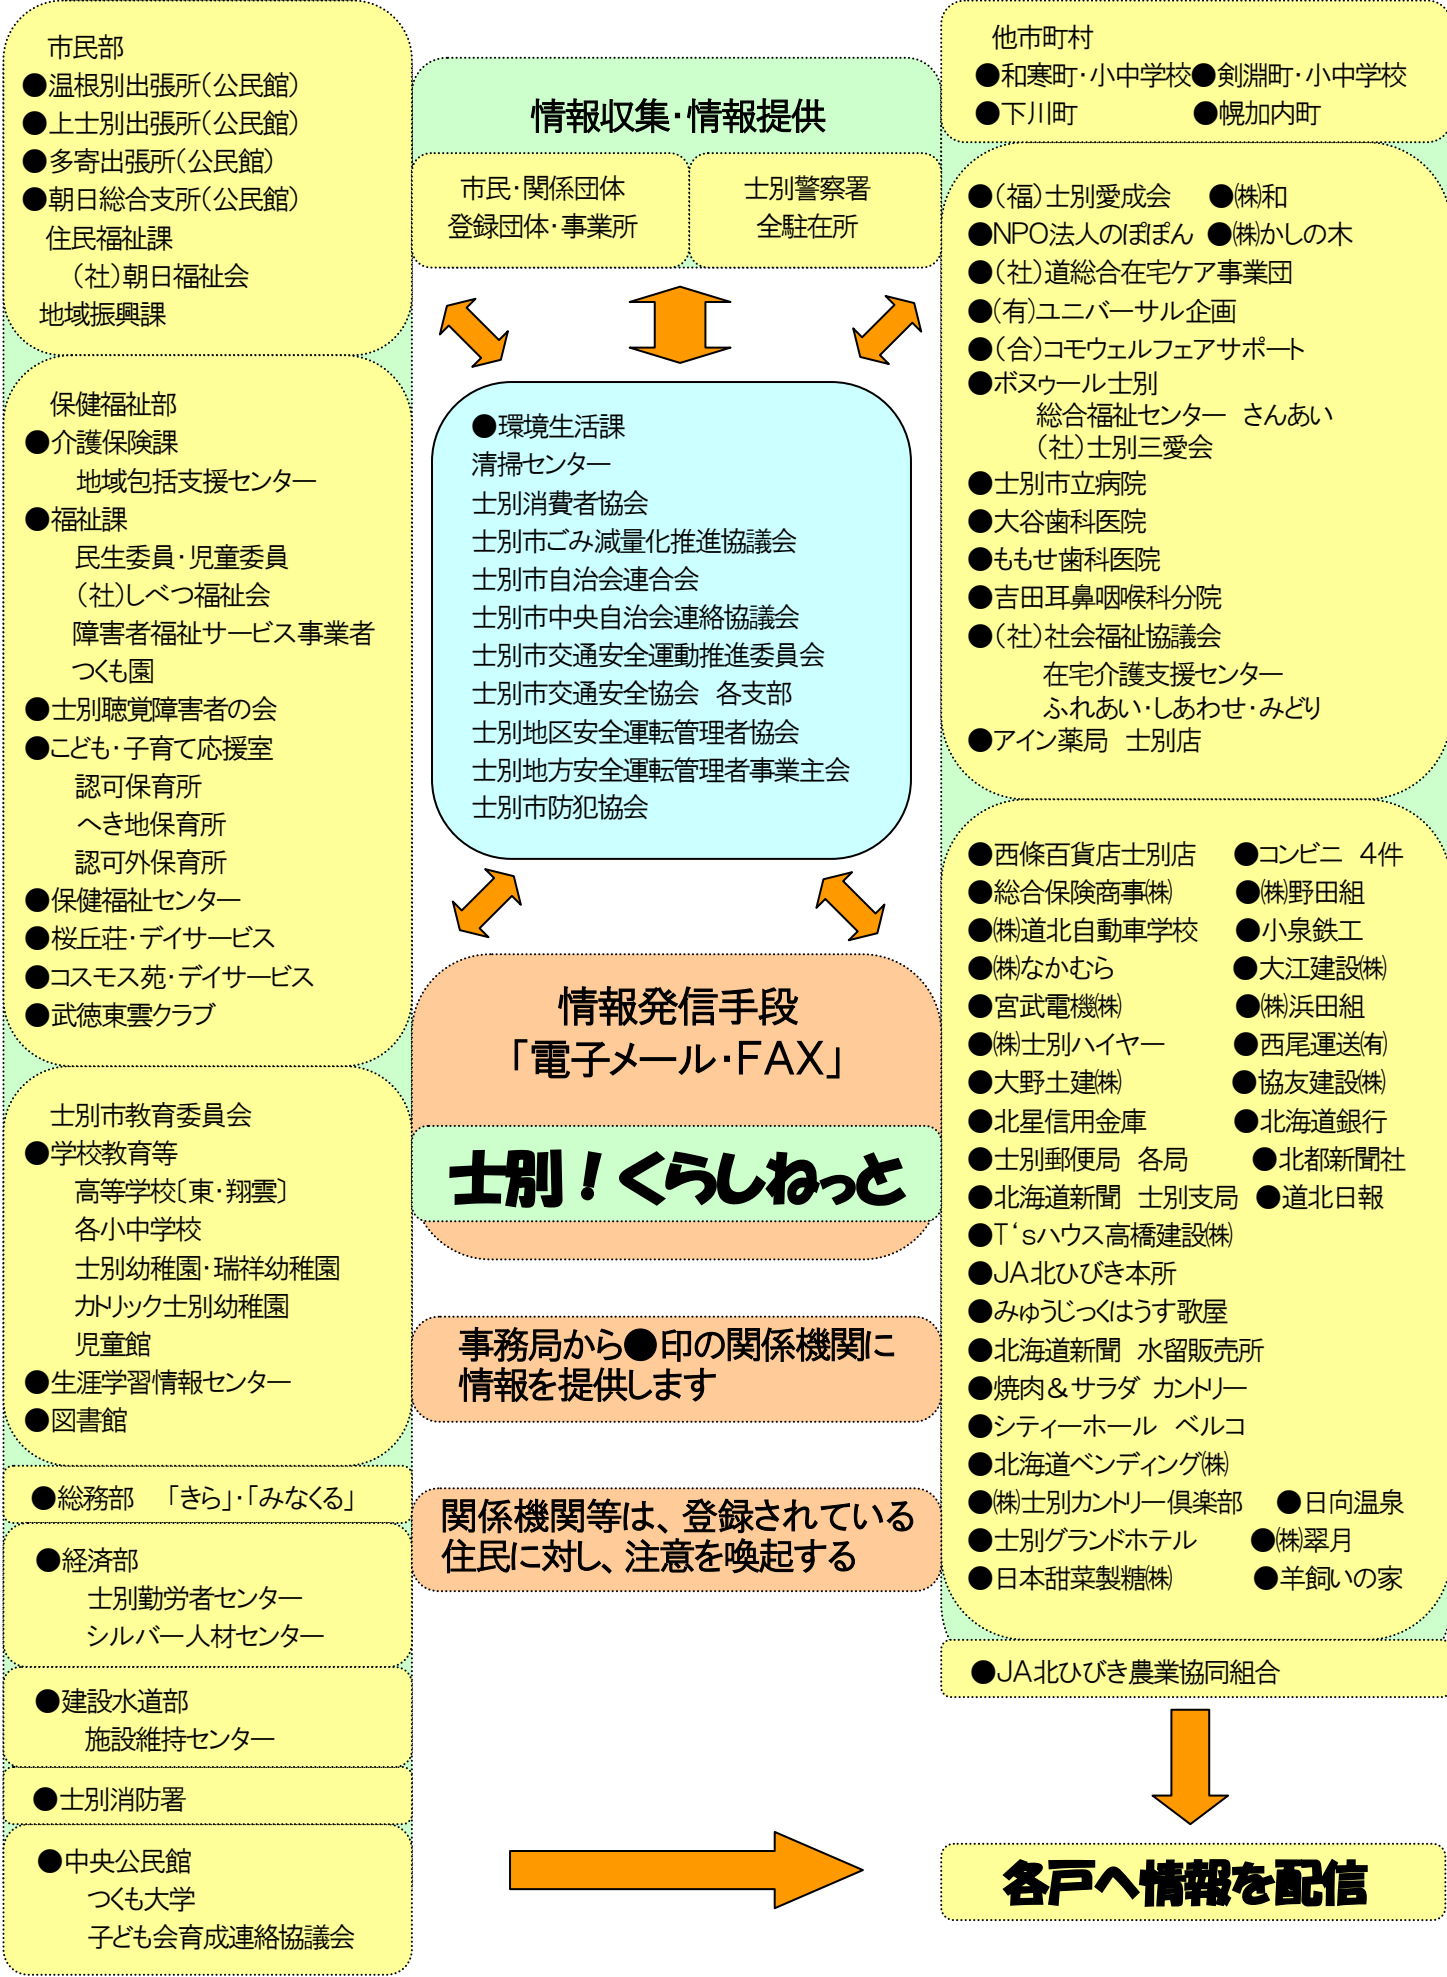 市民部
●温根別出張所（公民館）
●上士別出張所（公民館）
●多寄出張所（公民館）
●朝日総合支所（公民館）
住民福祉課
（社）朝日福祉会
地域振興課
保健福祉部
●介護保険課
地域包括支援センター
●福祉課
民生委員・児童委員
（社）しべつ福祉会
障害者福祉サービス事業者
つくも園
●士別聴覚障害者の会
●こども・子育て応援室
認可保育所
へき地保育所
認可外保育所
●保健福祉センター
●桜丘荘・デイサービス
●コスモス苑・デイサービス
●武徳東雲クラブ
士別市教育委員会
●学校教育等
高等学校〔東・翔雲〕
各小中学校
士別幼稚園・瑞祥幼稚園
カトリック士別幼稚園
児童館
●生涯学習情報センター
●図書館
●総務部　「きら」・「みなくる」
●経済部
士別勤労者センター
シルバー人材センター
●建設水道部
施設維持センター
●士別消防署
●中央公民館
つくも大学
子ども会育成連絡協議会
情報収集・情報提供
市民・関係団体
登録団体・事業所
士別警察署
全駐在所
●環境生活課
清掃センター
士別消費者協会
士別市ごみ減量化推進協議会
士別市自治会連合会
士別市中央自治会連絡協議会
士別市交通安全運動推進委員会
士別市交通安全協会　各支部
士別地区安全運転管理者協会
士別地方安全運転管理者事業主会
士別市防犯協会
情報発信手段
「電子メール・FAX」
士別！くらしねっと
事務局から●印の関係機関に
情報を提供します
関係機関等は、登録されている
住民に対し、注意を喚起する
他市町村
●和寒町・小中学校●剣淵町・小中学校
●下川町　●幌加内町
●（福）士別愛成会　●㈱和
●NPO法人のぽぽん　●㈱かしの木
●（社）道総合在宅ケア事業団
●(有)ユニバーサル企画
●（合）コモウェルフェアサポート
●ボヌゥール士別
総合福祉センター　さんあい
（社）士別三愛会
●士別市立病院
●大谷歯科医院
●ももせ歯科医院
●吉田耳鼻咽喉科分院
●（社）社会福祉協議会
在宅介護支援センター
ふれあい・しあわせ・みどり
●アイン薬局　士別店
●西條百貨店士別店　●コンビニ　4件
●総合保険商事㈱　●㈱野田組
●㈱道北自動車学校　●小泉鉄工
●㈱なかむら　●大江建設㈱
●宮武電機㈱　●㈱浜田組
●㈱士別ハイヤー　●西尾運送㈲
●大野土建㈱　●協友建設㈱
●北星信用金庫　●北海道銀行
●士別郵便局　各局　●北都新聞社
●北海道新聞　士別支局　●道北日報
●T‘sハウス高橋建設㈱
●JA北ひびき本所
●みゅうじっくはうす歌屋
●北海道新聞　水留販売所
●焼肉＆サラダ　カントリー
●シティーホール　ベルコ
●北海道ベンディング㈱
●㈱士別カントリー倶楽部　●日向温泉
●士別グランドホテル　●㈱翠月
●日本甜菜製糖㈱　●羊飼いの家
●JA北ひびき農業協同組合
各戸へ情報を配信